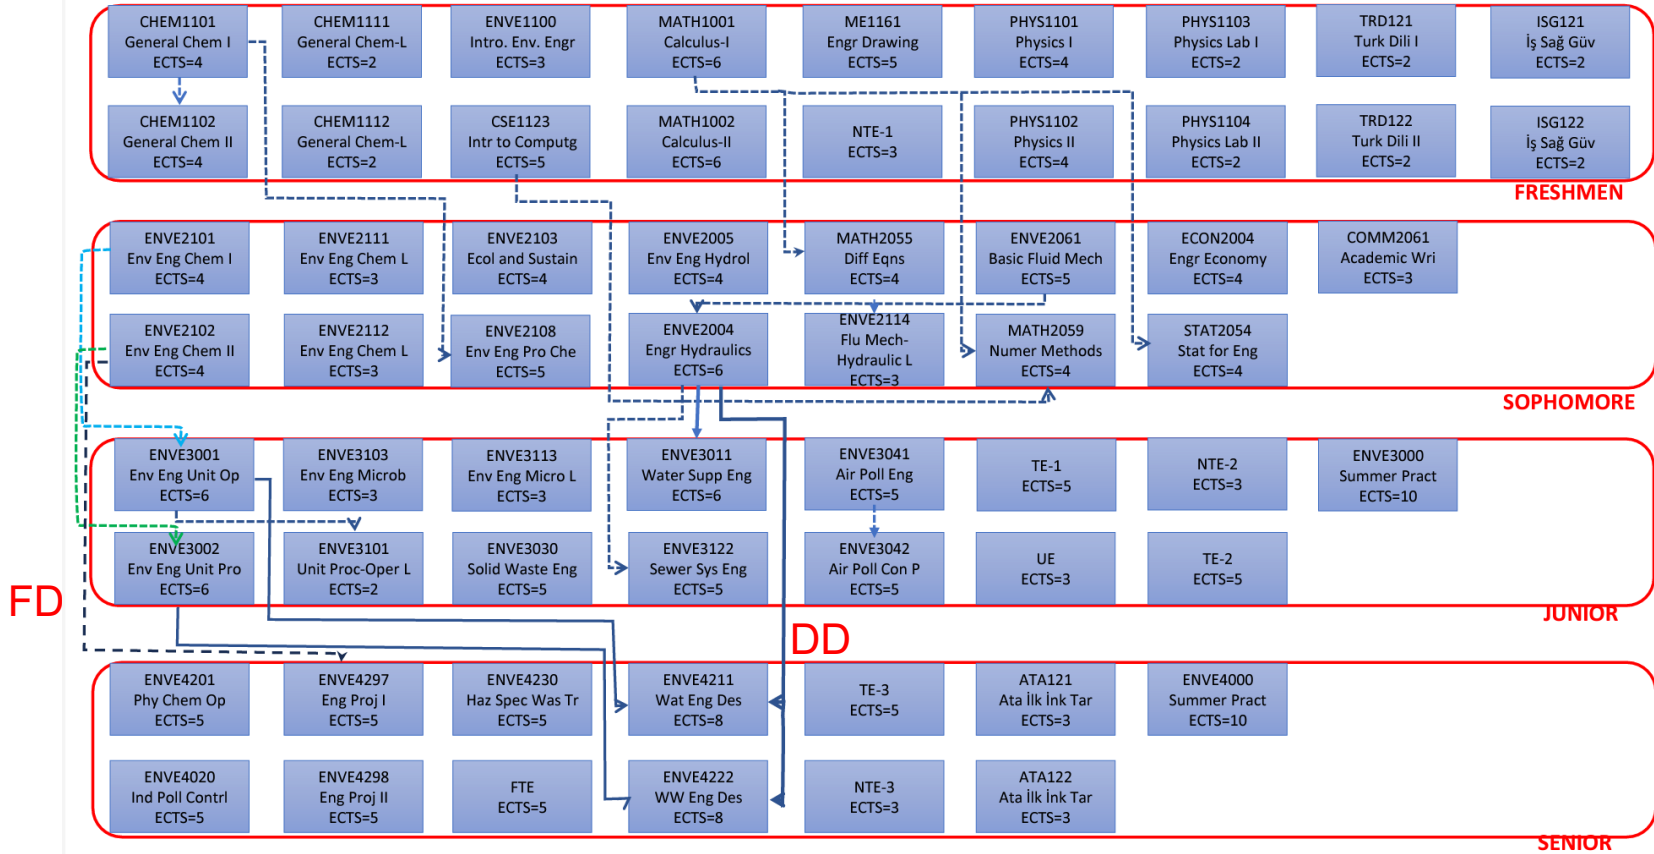 CHEM1101
General Chem I
ECTS=4
CHEM1111
General Chem-L
ECTS=2
ENVE1100
Intro. Env. Engr
ECTS=3
MATH1001
Calculus-I
ECTS=6
ME1161
Engr Drawing
ECTS=5
PHYS1101
Physics I
ECTS=4
PHYS1103
Physics Lab I
ECTS=2
TRD121
Turk Dili I
ECTS=2
ISG121
İş Sağ Güv
ECTS=2
CHEM1102
General Chem II
ECTS=4
CHEM1112
General Chem-L
ECTS=2
CSE1123
Intr to Computg
ECTS=5
MATH1002
Calculus-II
ECTS=6
NTE-1
ECTS=3
PHYS1102
Physics II
ECTS=4
PHYS1104
Physics Lab II
ECTS=2
TRD122
Turk Dili II
ECTS=2
ISG122
İş Sağ Güv
ECTS=2
FRESHMEN
ENVE2101
Env Eng Chem I
ECTS=4
ENVE2111
Env Eng Chem L
ECTS=3
ENVE2103
Ecol and Sustain
ECTS=4
ENVE2005
Env Eng Hydrol
ECTS=4
MATH2055
Diff Eqns
ECTS=4
ENVE2061
Basic Fluid Mech
ECTS=5
ECON2004
Engr Economy
ECTS=4
COMM2061
Academic Wri
ECTS=3
ENVE2102
Env Eng Chem II
ECTS=4
ENVE2112
Env Eng Chem L
ECTS=3
ENVE2108
Env Eng Pro Che
ECTS=5
ENVE2004
Engr Hydraulics
ECTS=6
ENVE2114
Flu Mech-
Hydraulic L
ECTS=3
MATH2059
Numer Methods
ECTS=4
STAT2054
Stat for Eng
ECTS=4
SOPHOMORE
ENVE3001
Env Eng Unit Op
ECTS=6
ENVE3103
Env Eng Microb
ECTS=3
ENVE3113
Env Eng Micro L
ECTS=3
ENVE3011
Water Supp Eng
ECTS=6
ENVE3041
Air Poll Eng
ECTS=5
TE-1
ECTS=5
NTE-2
ECTS=3
ENVE3000
Summer Pract
ECTS=10
ENVE3002
Env Eng Unit Pro
ECTS=6
ENVE3101
Unit Proc-Oper L
ECTS=2
ENVE3030
Solid Waste Eng
ECTS=5
ENVE3122
Sewer Sys Eng
ECTS=5
ENVE3042
Air Poll Con P
ECTS=5
UE
ECTS=3
TE-2
ECTS=5
FD
JUNIOR
DD
ENVE4201
Phy Chem Op
ECTS=5
ENVE4297
Eng Proj I
ECTS=5
ENVE4230
Haz Spec Was Tr
ECTS=5
ENVE4211
Wat Eng Des
ECTS=8
TE-3
ECTS=5
ATA121
Ata İlk İnk Tar
ECTS=3
ENVE4000
Summer Pract
ECTS=10
ENVE4020
Ind Poll Contrl
ECTS=5
ENVE4298
Eng Proj II
ECTS=5
FTE
ECTS=5
ENVE4222
WW Eng Des
ECTS=8
NTE-3
ECTS=3
ATA122
Ata İlk İnk Tar
ECTS=3
SENIOR